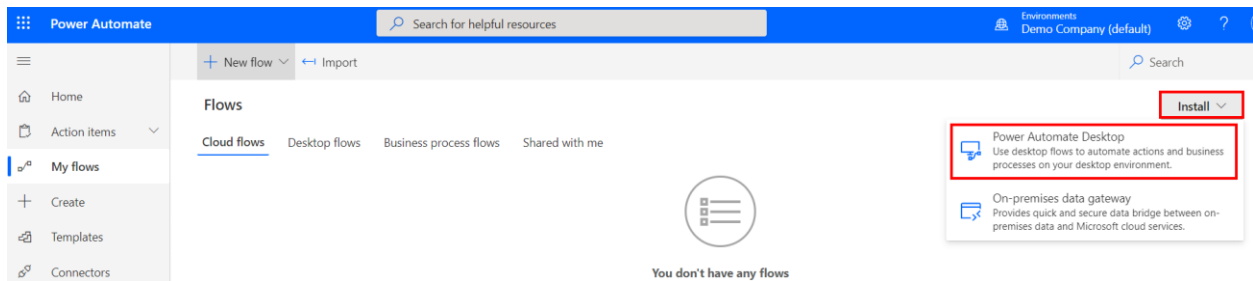 Power Automate
Search for helpful resources
Environments
Demo Company (default)
?
New flow
Import
Search
Home
Flows
Install
Action items
Cloud flows
Desktop flows
Business process flows
Shared with me
Power Automate Desktop
Use desktop flows to automate actions and business
processes on your desktop environment.
My flows
Create
On-premises data gateway
Provides quick and secure data bridge between on-
premises data and Microsoft cloud services.
Templates
Connectors
You don't have any flows